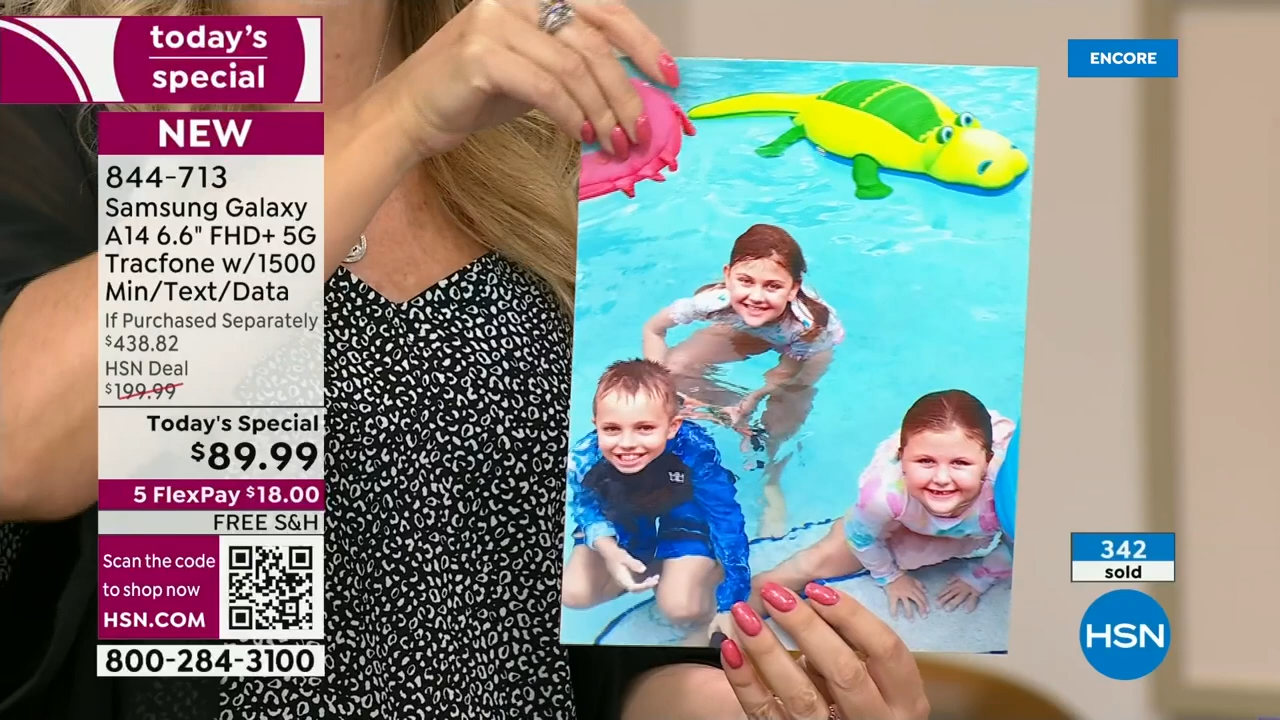 today's
special
NEW
844-713
Samsung Galaxy
A14 6.6" FHD+ 5G
Tracfone w/1500
Min/Text/Data
If Purchased Separately
$438.82
HSN Deal
$199.99
Today's Special
$89.99
5 FlexPay $18.00
FREE S&H
Scan the code
to shop now
HSN.COM
800-284-3100
ENCORE
342
sold
HSN